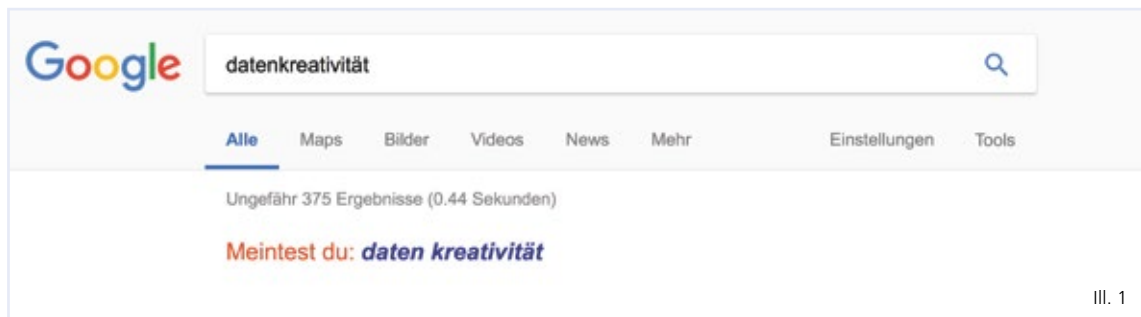 Google datenkreativität
Alle Maps Bilder Videos News Mehr Einstellungen Tools
Ungefähr 375 Ergebnisse (0.44 Sekunden)
Meintest du: daten kreativität
Ill. 1